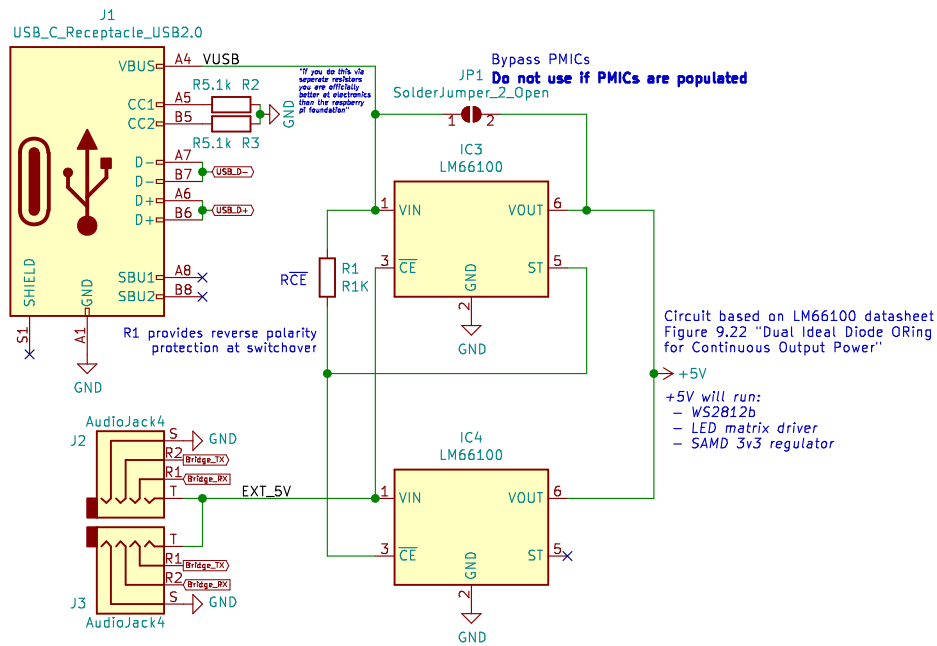 J1
USB_C_Receptacle_USB2.0
VBUS
A4
VUSB
CC1
A5
R5.1k R2
CC2
B5
R5.1k R3
GND
"if you do this via
seperate resistors
you are officially
better at electronics
than the raspberry
pi foundation"
D-
A7
USB_D-
D-
B7
D+
A6
USB_D+
D+
B6
SBU1
A8
SBU2
B8
SHIELD
S1
GND
A1
GND
R1 provides reverse polarity
protection at switchover
Bypass PMICs
Do not use if PMICs are populated
JP1
SolderJumper_2_Open
1 2
IC3
LM66100
1 VIN
VOUT 6
3 CE
ST 5
GND
2
GND
RCE
R1
R1K
Circuit based on LM66100 datasheet
Figure 9.22 "Dual Ideal Diode ORing
for Continuous Output Power"
+5V
+5V will run:
- WS2812b
- LED matrix driver
- SAMD 3v3 regulator
AudioJack4
J2
S
GND
R2
Bridge_TX
R1
Bridge_RX
T
EXT_5V
T
R1
Bridge_TX
R2
Bridge_RX
S
GND
J3
AudioJack4
IC4
LM66100
1 VIN
VOUT 6
3 CE
ST 5
GND
2
GND